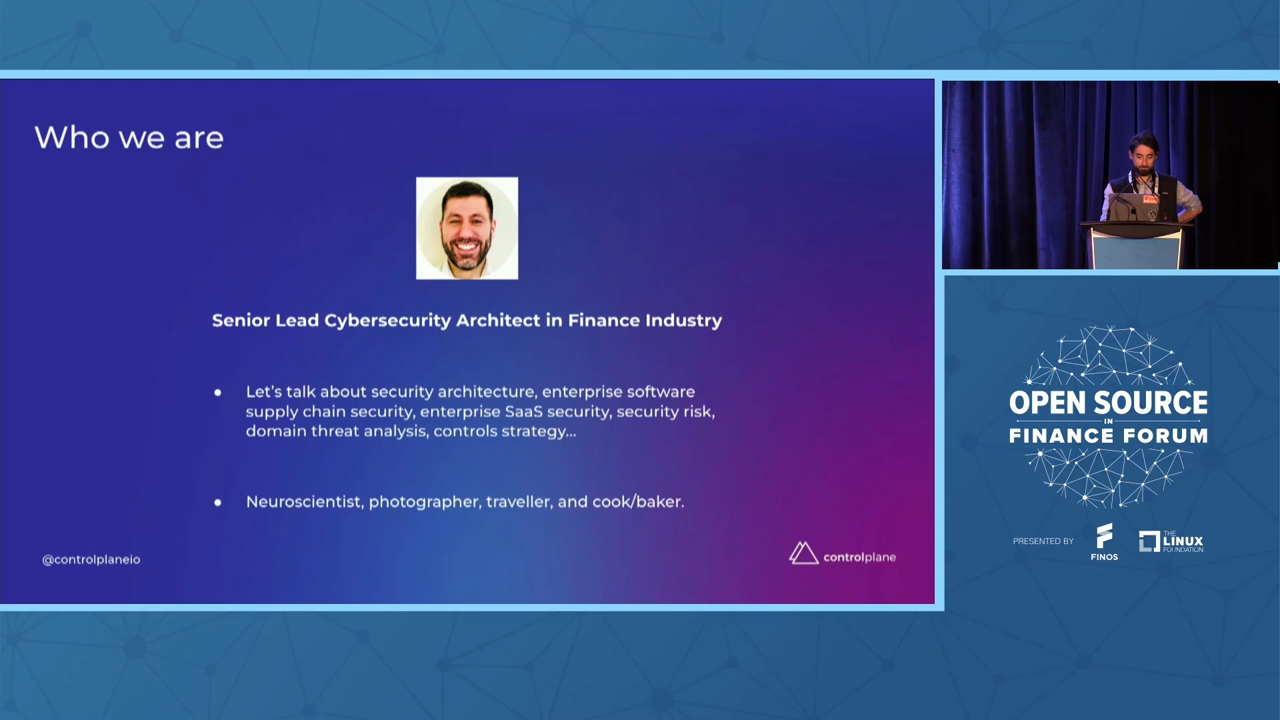 Who we are
Senior Lead Cybersecurity Architect in Finance Industry
● Let's talk about security architecture, enterprise software
supply chain security, enterprise SaaS security, security risk,
domain threat analysis, controls strategy...
● Neuroscientist, photographer, traveller, and cook/baker.
@controlplaneio
controlplane
OPEN SOURCE
IN
FINANCE FORUM
PRESENTED BY
FINOS
THE
LINUX
FOUNDATION